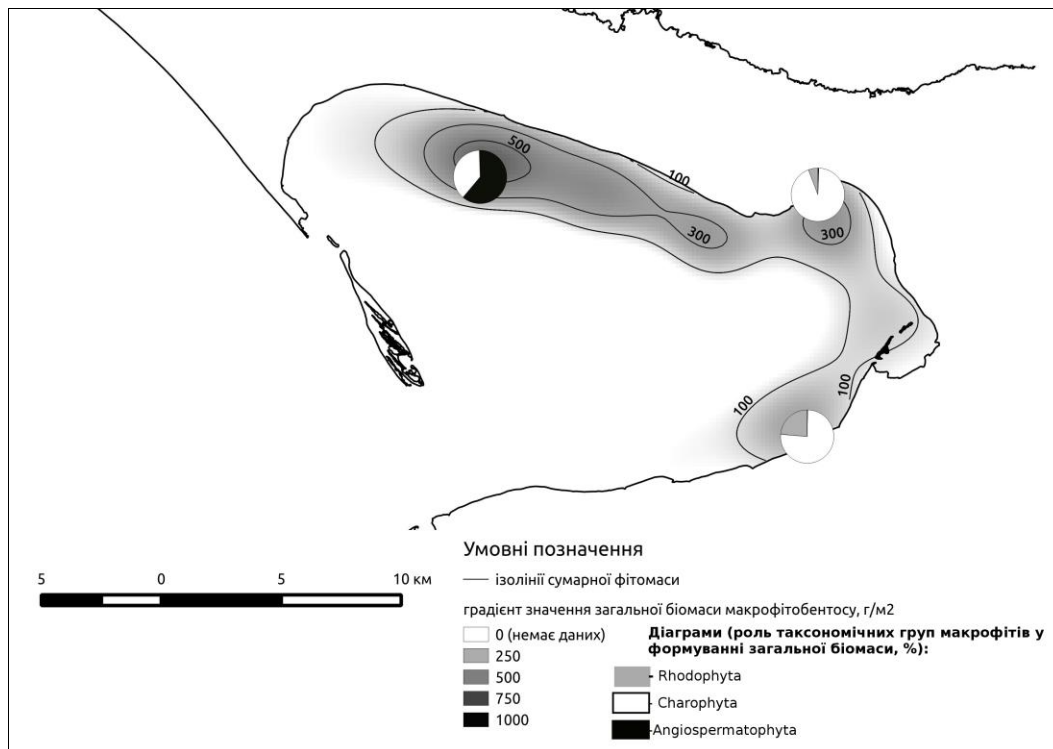 500
100
300
300
100
100
Умовні позначення
ізолінії сумарної фітомаси
градієнт значення загальної біомаси макрофітобентосу, г/м2
0 (немає даних)
250
500
750
1000
Діаграми (роль таксономічних груп макрофітів у
формуванні загальної біомаси, %):
- Rhodophyta
- Charophyta
-Angiospermatophyta
5 0 5 10 км